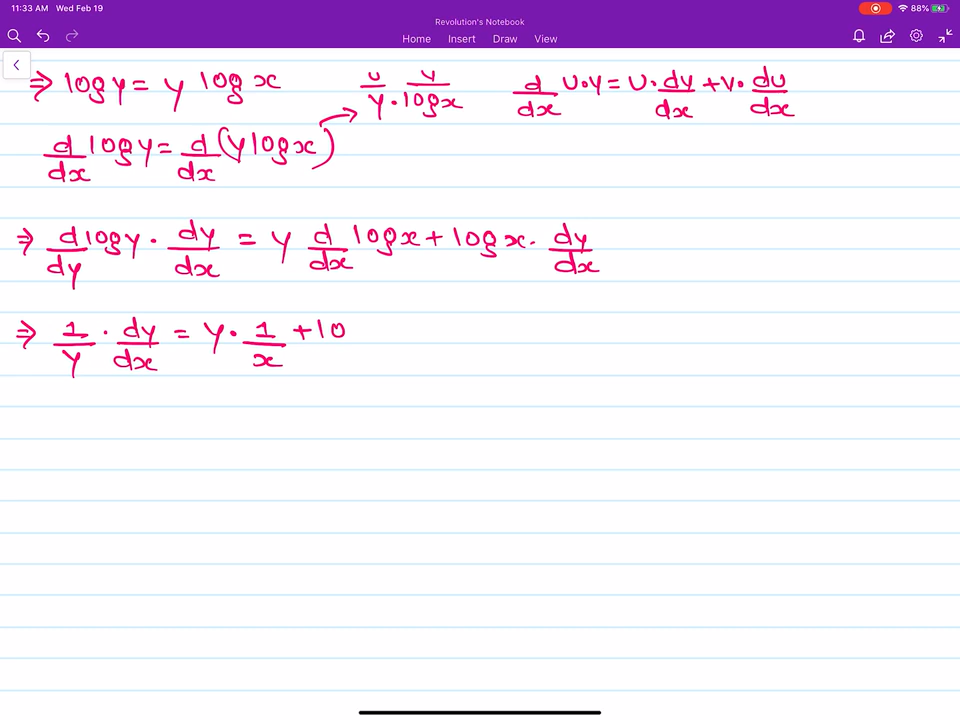 11:33 AM Wed Feb 19
88%
Revolution's Notebook
Home Insert Draw View
⇒ log y = y log x
u/y · v/log x
d/dx u·v = u · dv/dx + v · du/dx
d/dx log y = d/dx (y log x)
⇒ d/dy log y · dy/dx = y d/dx log x + log x · dy/dx
⇒ 1/y · dy/dx = y · 1/x + lo